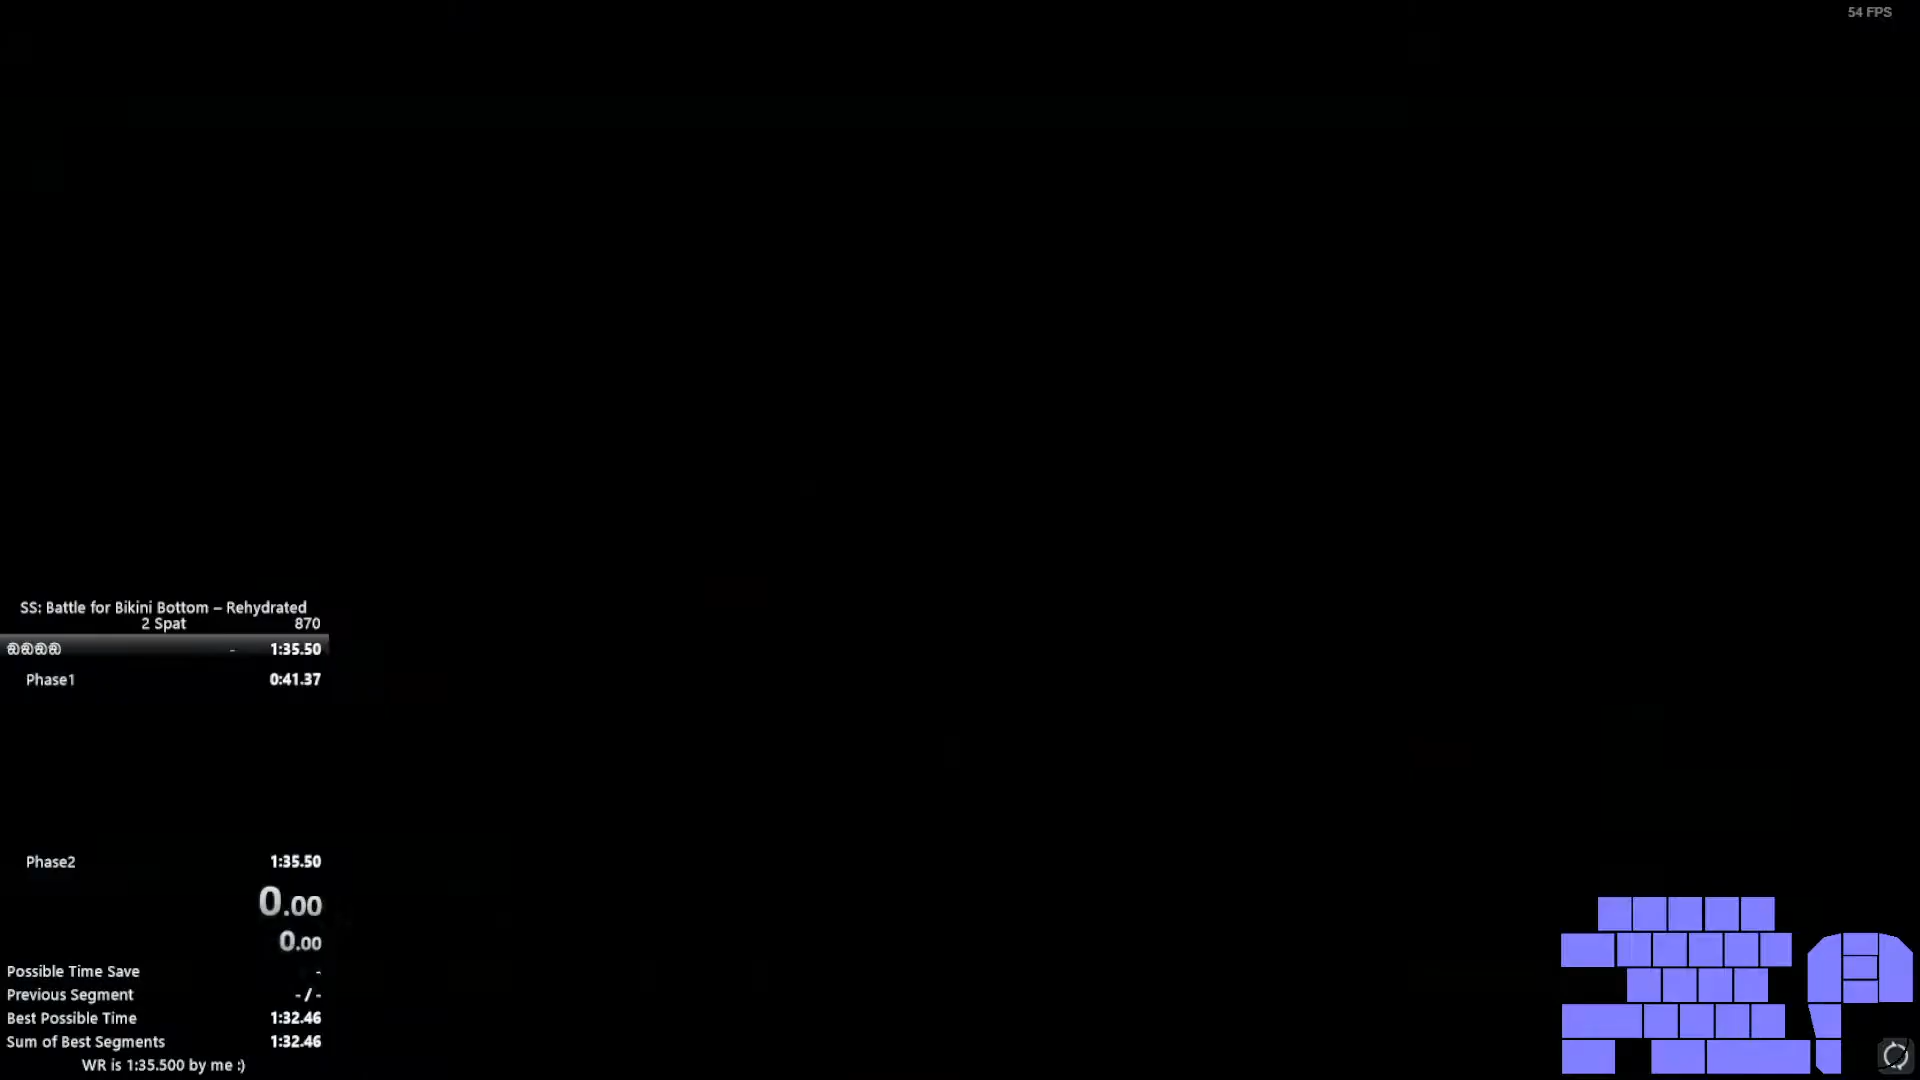 54 FPS
SS: Battle for Bikini Bottom – Rehydrated
2 Spat 870
- 1:35.50
Phase1 0:41.37
Phase2 1:35.50
0.00
0.00
Possible Time Save -
Previous Segment - / -
Best Possible Time 1:32.46
Sum of Best Segments 1:32.46
WR is 1:35.500 by me :)